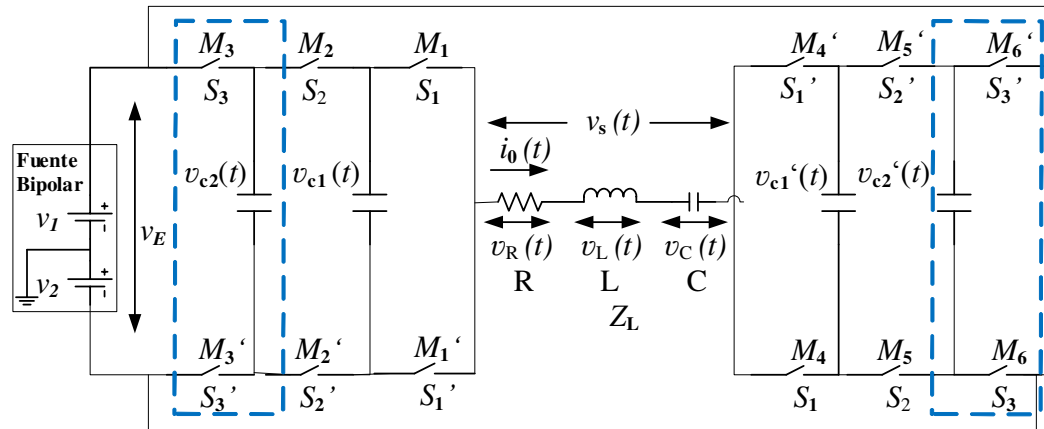 M3 M2 M1 M4‘ M5‘ M6‘
S3 S2 S1 S1’ S2’ S3’
vs (t)
i0 (t)
Fuente
Bipolar
vc2(t) vc1 (t) vc1‘(t) vc2‘(t)
v1 + -
vE
v2 + -
vR(t) vL(t) vC(t)
R L C
ZL
M3‘ M2‘ M1‘ M4 M5 M6
S3’ S2’ S1’ S1 S2 S3